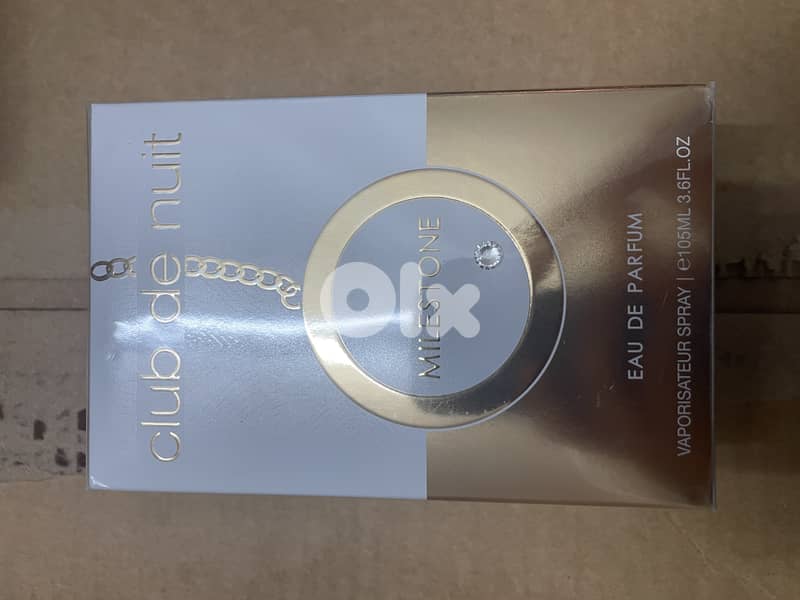 club de nuit
MILESTONE
EAU DE PARFUM
VAPORISATEUR SPRAY | ℮105ML 3.6FL.OZ
olx